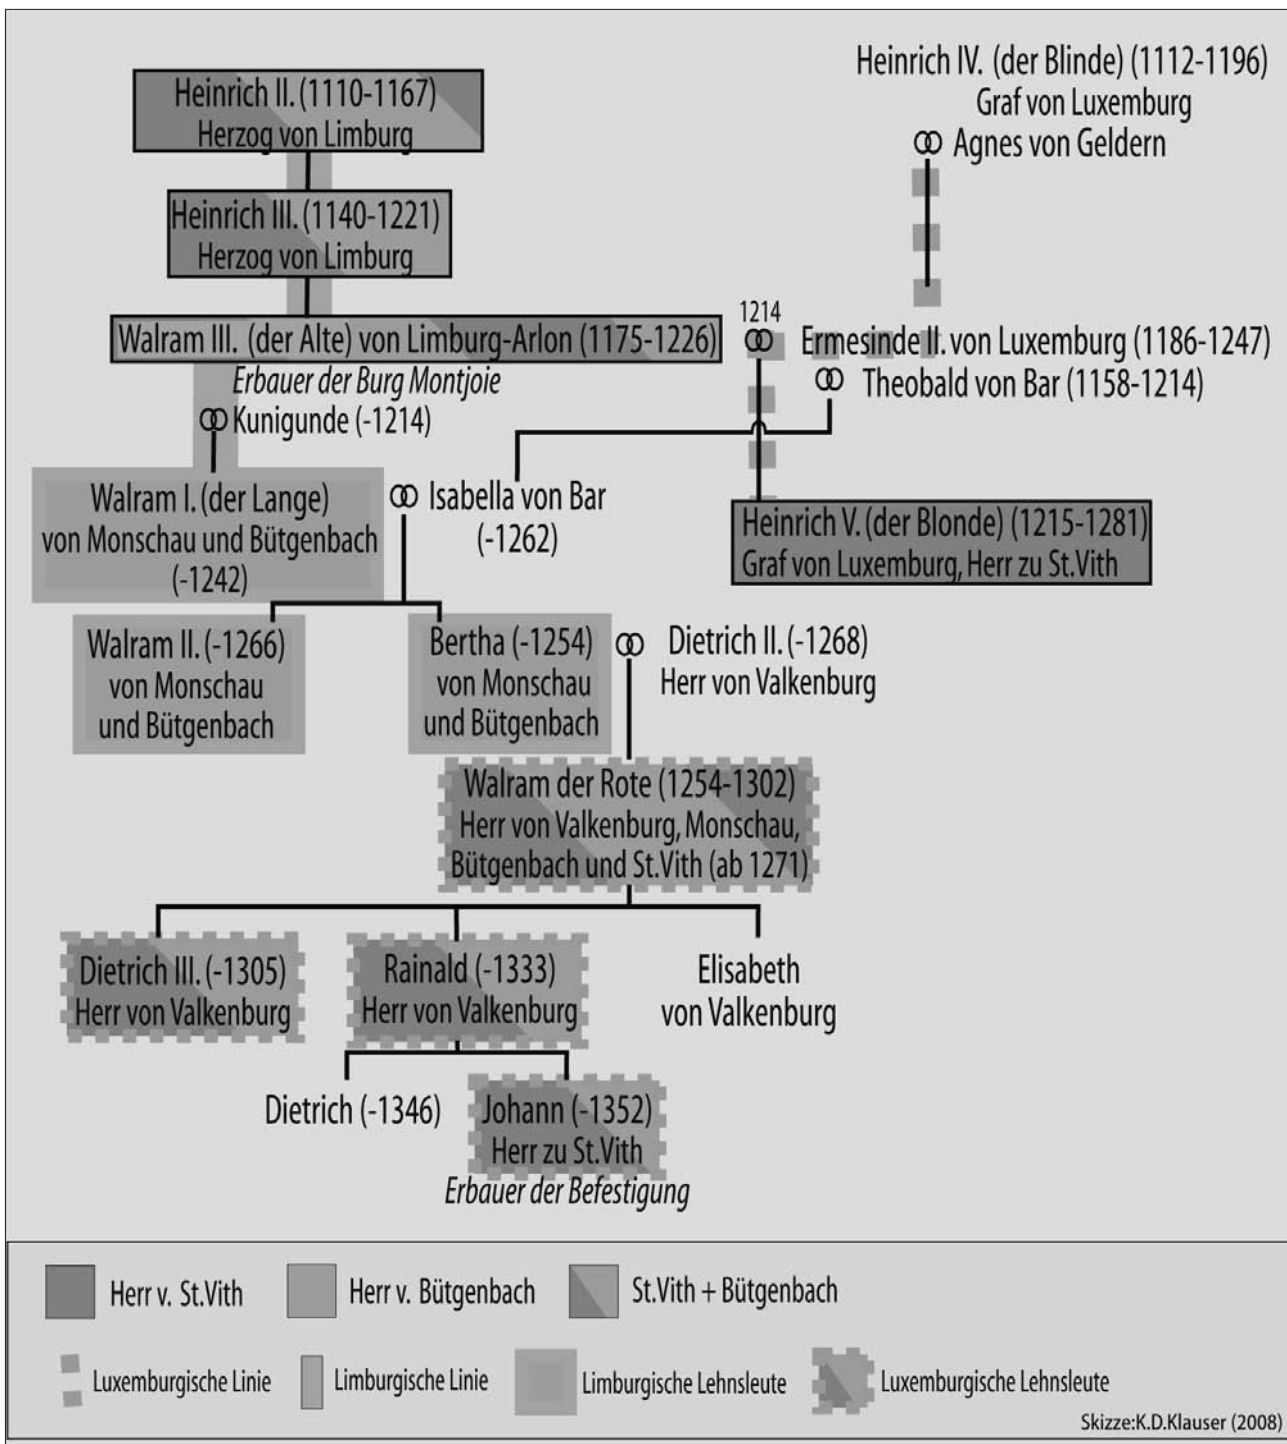 Heinrich IV. (der Blinde) (1112-1196)
Graf von Luxemburg
Agnes von Geldern
Heinrich II. (1110-1167)
Herzog von Limburg
Heinrich III. (1140-1221)
Herzog von Limburg
Walram III. (der Alte) von Limburg-Arlon (1175-1226)
1214
Ermesinde II. von Luxemburg (1186-1247)
Theobald von Bar (1158-1214)
Erbauer der Burg Montjoie
Kunigunde (-1214)
Walram I. (der Lange)
von Monschau und Bütgenbach
(-1242)
Isabella von Bar
(-1262)
Heinrich V. (der Blonde) (1215-1281)
Graf von Luxemburg, Herr zu St.Vith
Walram II. (-1266)
von Monschau
und Bütgenbach
Bertha (-1254)
von Monschau
und Bütgenbach
Dietrich II. (-1268)
Herr von Valkenburg
Walram der Rote (1254-1302)
Herr von Valkenburg, Monschau,
Bütgenbach und St.Vith (ab 1271)
Dietrich III. (-1305)
Herr von Valkenburg
Rainald (-1333)
Herr von Valkenburg
Elisabeth
von Valkenburg
Dietrich (-1346)
Johann (-1352)
Herr zu St.Vith
Erbauer der Befestigung
Herr v. St.Vith
Herr v. Bütgenbach
St.Vith + Bütgenbach
Luxemburgische Linie
Limburgische Linie
Limburgische Lehnsleute
Luxemburgische Lehnsleute
Skizze:K.D.Klauser (2008)